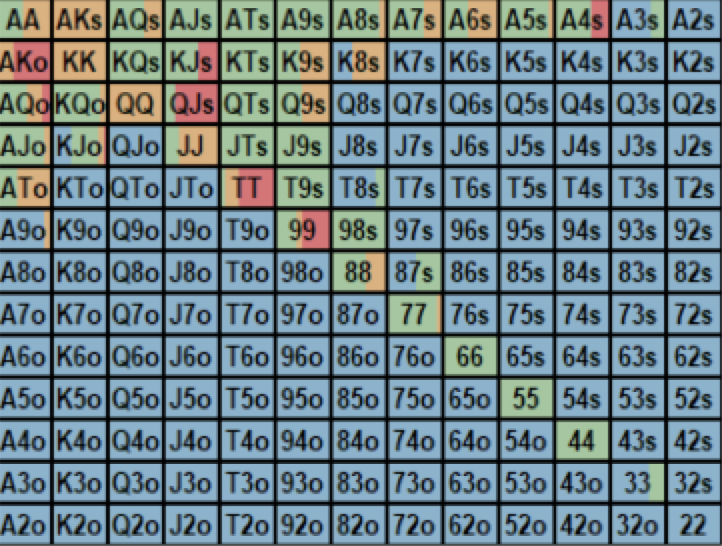 AA AKs AQs AJs ATs A9s A8s A7s A6s A5s A4s A3s A2s
AKo KK KQs KJs KTs K9s K8s K7s K6s K5s K4s K3s K2s
AQo KQo QQ QJs QTs Q9s Q8s Q7s Q6s Q5s Q4s Q3s Q2s
AJo KJo QJo JJ JTs J9s J8s J7s J6s J5s J4s J3s J2s
ATo KTo QTo JTo TT T9s T8s T7s T6s T5s T4s T3s T2s
A9o K9o Q9o J9o T9o 99 98s 97s 96s 95s 94s 93s 92s
A8o K8o Q8o J8o T8o 98o 88 87s 86s 85s 84s 83s 82s
A7o K7o Q7o J7o T7o 97o 87o 77 76s 75s 74s 73s 72s
A6o K6o Q6o J6o T6o 96o 86o 76o 66 65s 64s 63s 62s
A5o K5o Q5o J5o T5o 95o 85o 75o 65o 55 54s 53s 52s
A4o K4o Q4o J4o T4o 94o 84o 74o 64o 54o 44 43s 42s
A3o K3o Q3o J3o T3o 93o 83o 73o 63o 53o 43o 33 32s
A2o K2o Q2o J2o T2o 92o 82o 72o 62o 52o 42o 32o 22